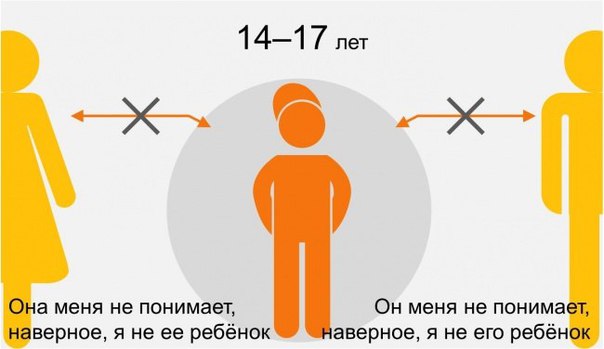 14–17 лет
Она меня не понимает,
наверное, я не ее ребёнок
Он меня не понимает,
наверное, я не его ребёнок